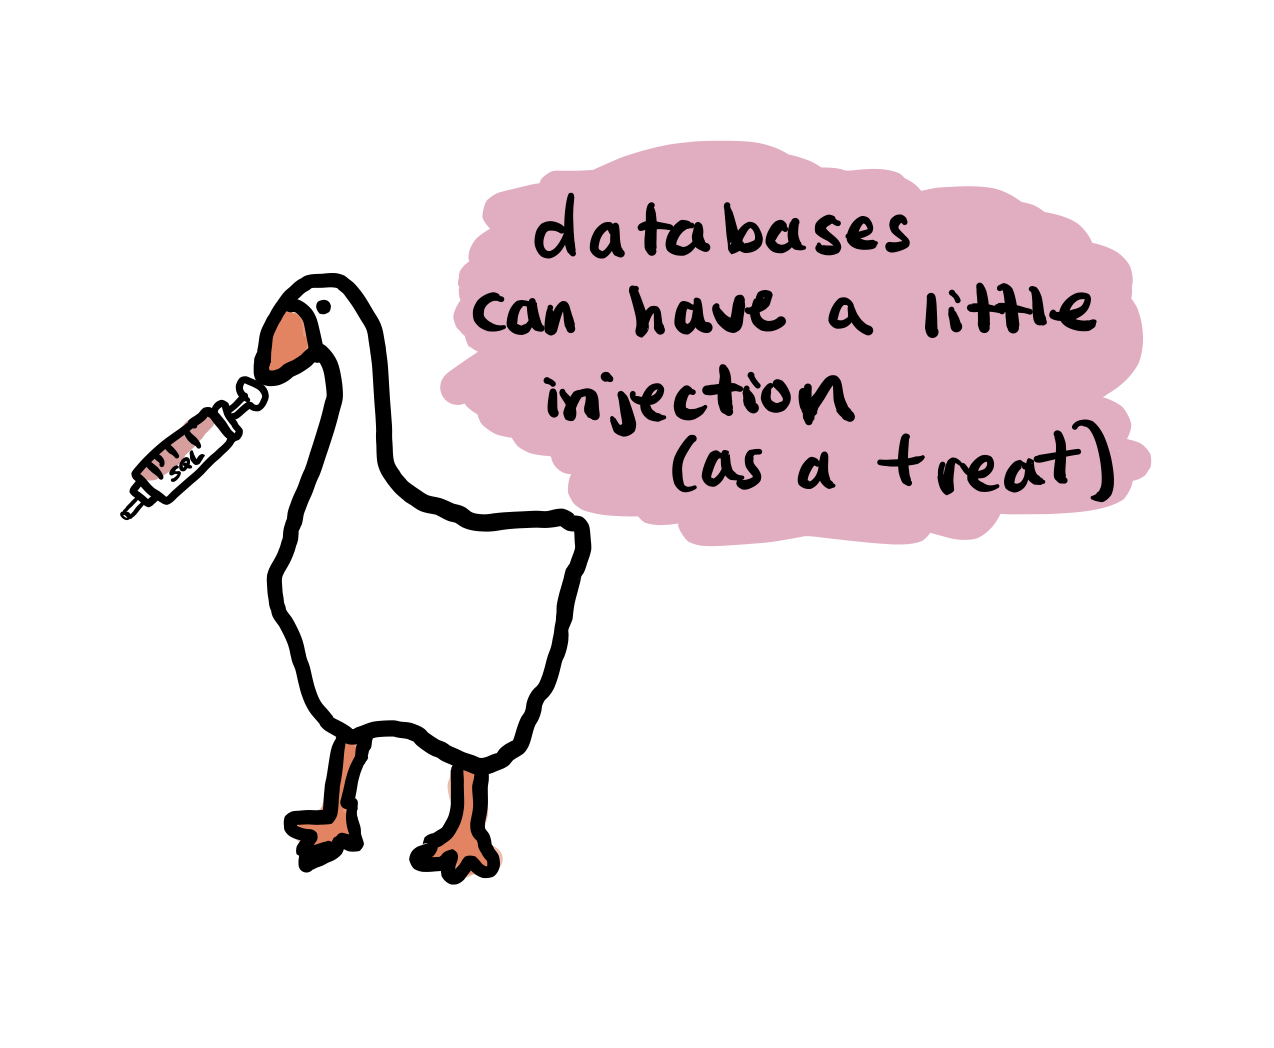 databases
can have a little
injection
(as a treat)
SQL